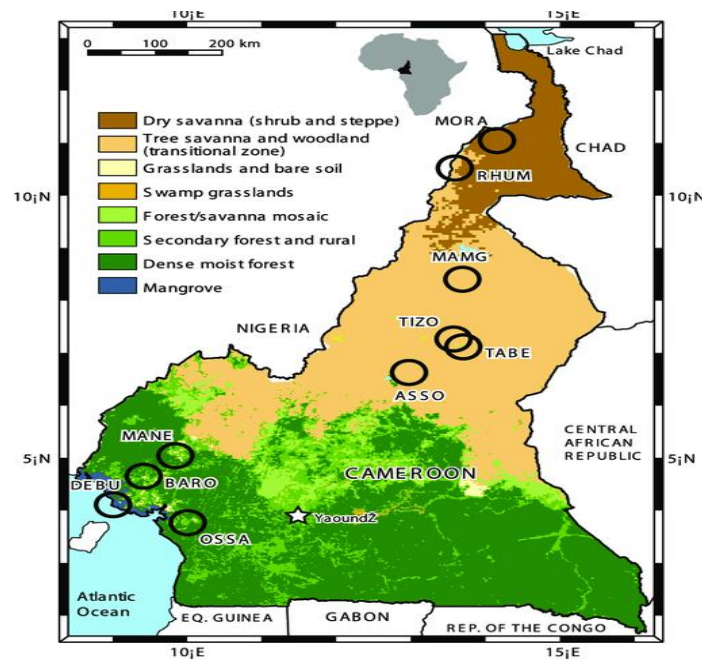 10¡E
15¡E
0
100
200 km
Lake Chad
Dry savanna (shrub and steppe)
MORA
Tree savanna and woodland
(transitional zone)
CHAD
Grasslands and bare soil
RHUM
10¡N
10¡N
Swamp grasslands
Forest/savanna mosaic
Secondary forest and rural
Dense moist forest
MAMG
Mangrove
TIZO
NIGERIA
TABE
ASSO
CENTRAL
AFRICAN
REPUBLIC
MANE
5¡N
5¡N
CAMEROON
DEBU
BARO
YaoundŽ
OSSA
Atlantic
Ocean
EQ. GUINEA
GABON
REP. OF THE CONGO
10¡E
15¡E